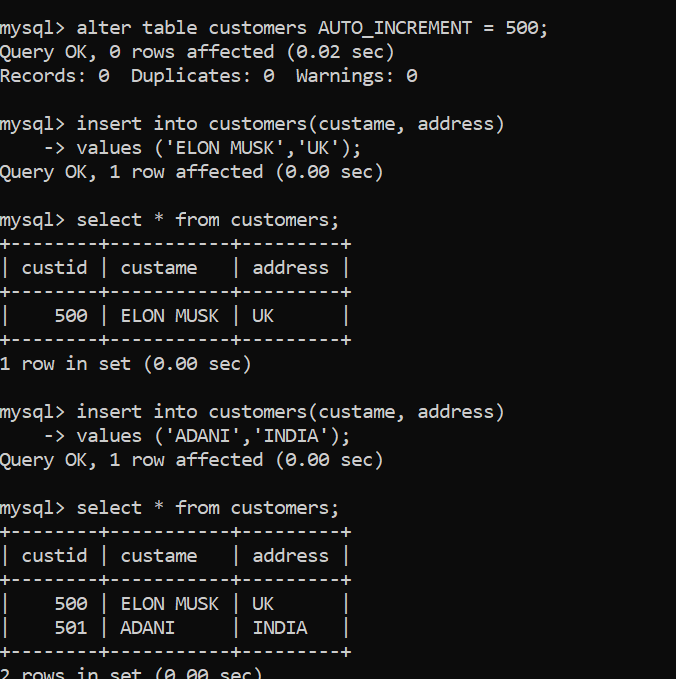 mysql> alter table customers AUTO_INCREMENT = 500;
Query OK, 0 rows affected (0.02 sec)
Records: 0  Duplicates: 0  Warnings: 0

mysql> insert into customers(custame, address)
    -> values ('ELON MUSK','UK');
Query OK, 1 row affected (0.00 sec)

mysql> select * from customers;
+--------+-----------+---------+
| custid | custame   | address |
+--------+-----------+---------+
|    500 | ELON MUSK | UK      |
+--------+-----------+---------+
1 row in set (0.00 sec)

mysql> insert into customers(custame, address)
    -> values ('ADANI','INDIA');
Query OK, 1 row affected (0.00 sec)

mysql> select * from customers;
+--------+-----------+---------+
| custid | custame   | address |
+--------+-----------+---------+
|    500 | ELON MUSK | UK      |
|    501 | ADANI     | INDIA   |
+--------+-----------+---------+
2 rows in set (0.00 sec)